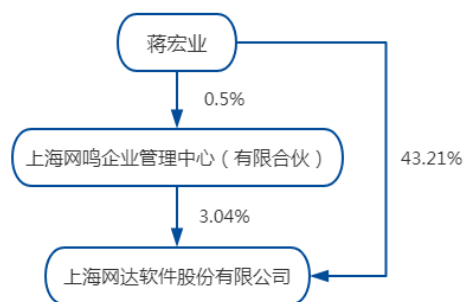 蒋宏业
0.5%
上海网鸣企业管理中心（有限合伙）
43.21%
3.04%
上海网达软件股份有限公司